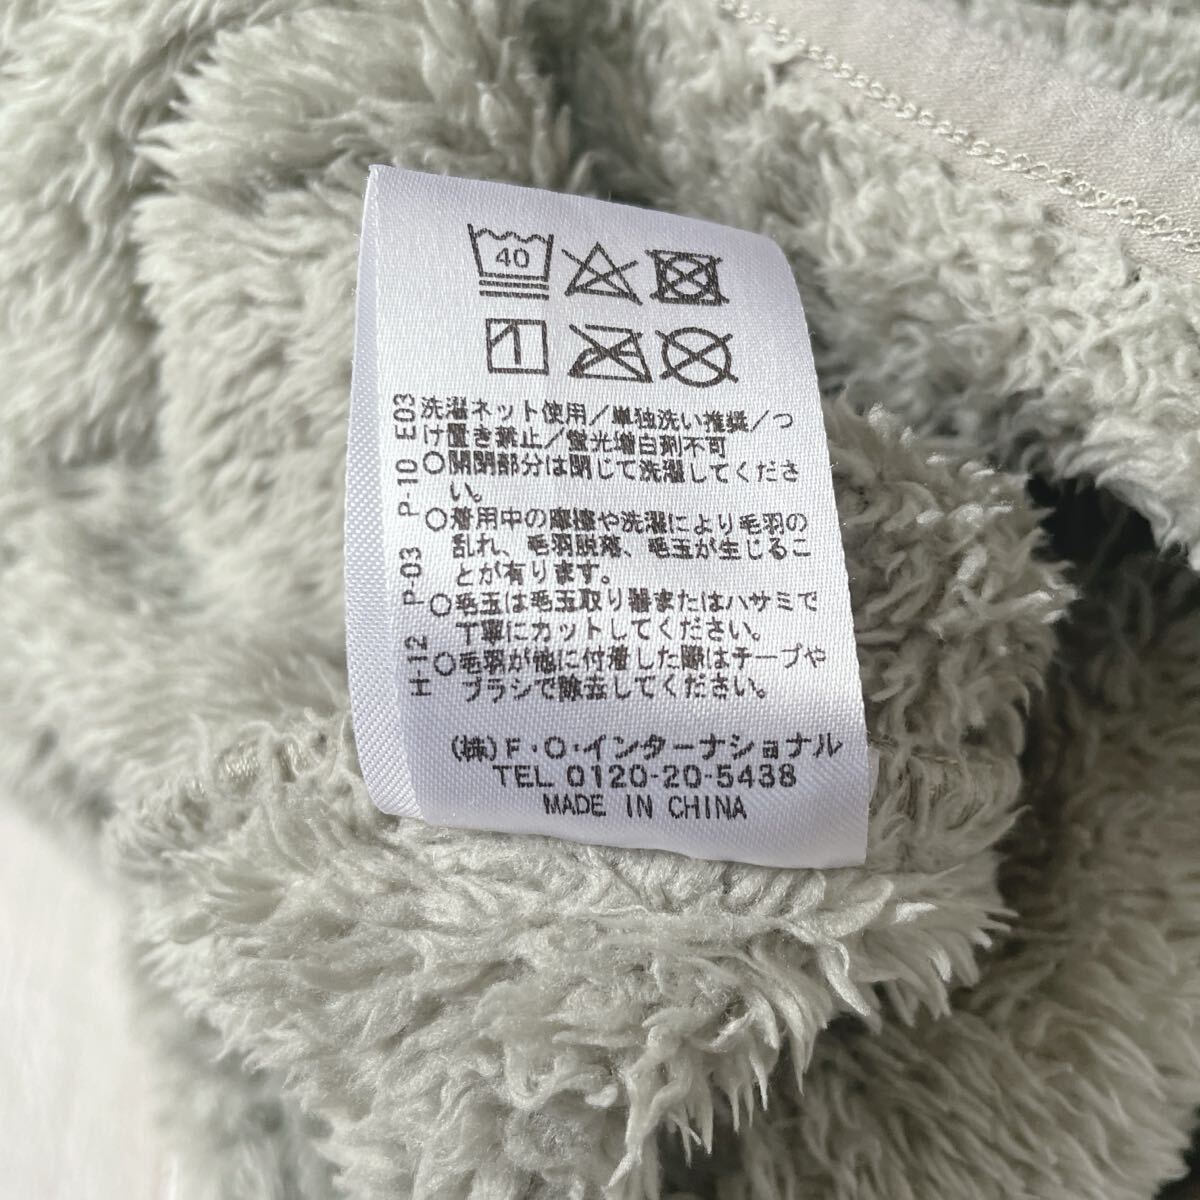 40
洗濯ネット使用/単独洗い推奨/つ
け置き禁止/蛍光増白剤不可
○開閉部分は閉じて洗濯してくださ
い。
○着用中の摩擦や洗濯により毛羽の
乱れ、毛羽脱落、毛玉が生じるこ
とが有ります。
○毛玉は毛玉取り器またはハサミで
丁寧にカットしてください。
○毛羽が他に付着した際はテープや
ブラシで除去してください。
H-12 P-03 P-10 E03
(株)F・O・インターナショナル
TEL 0120-20-5438
MADE IN CHINA